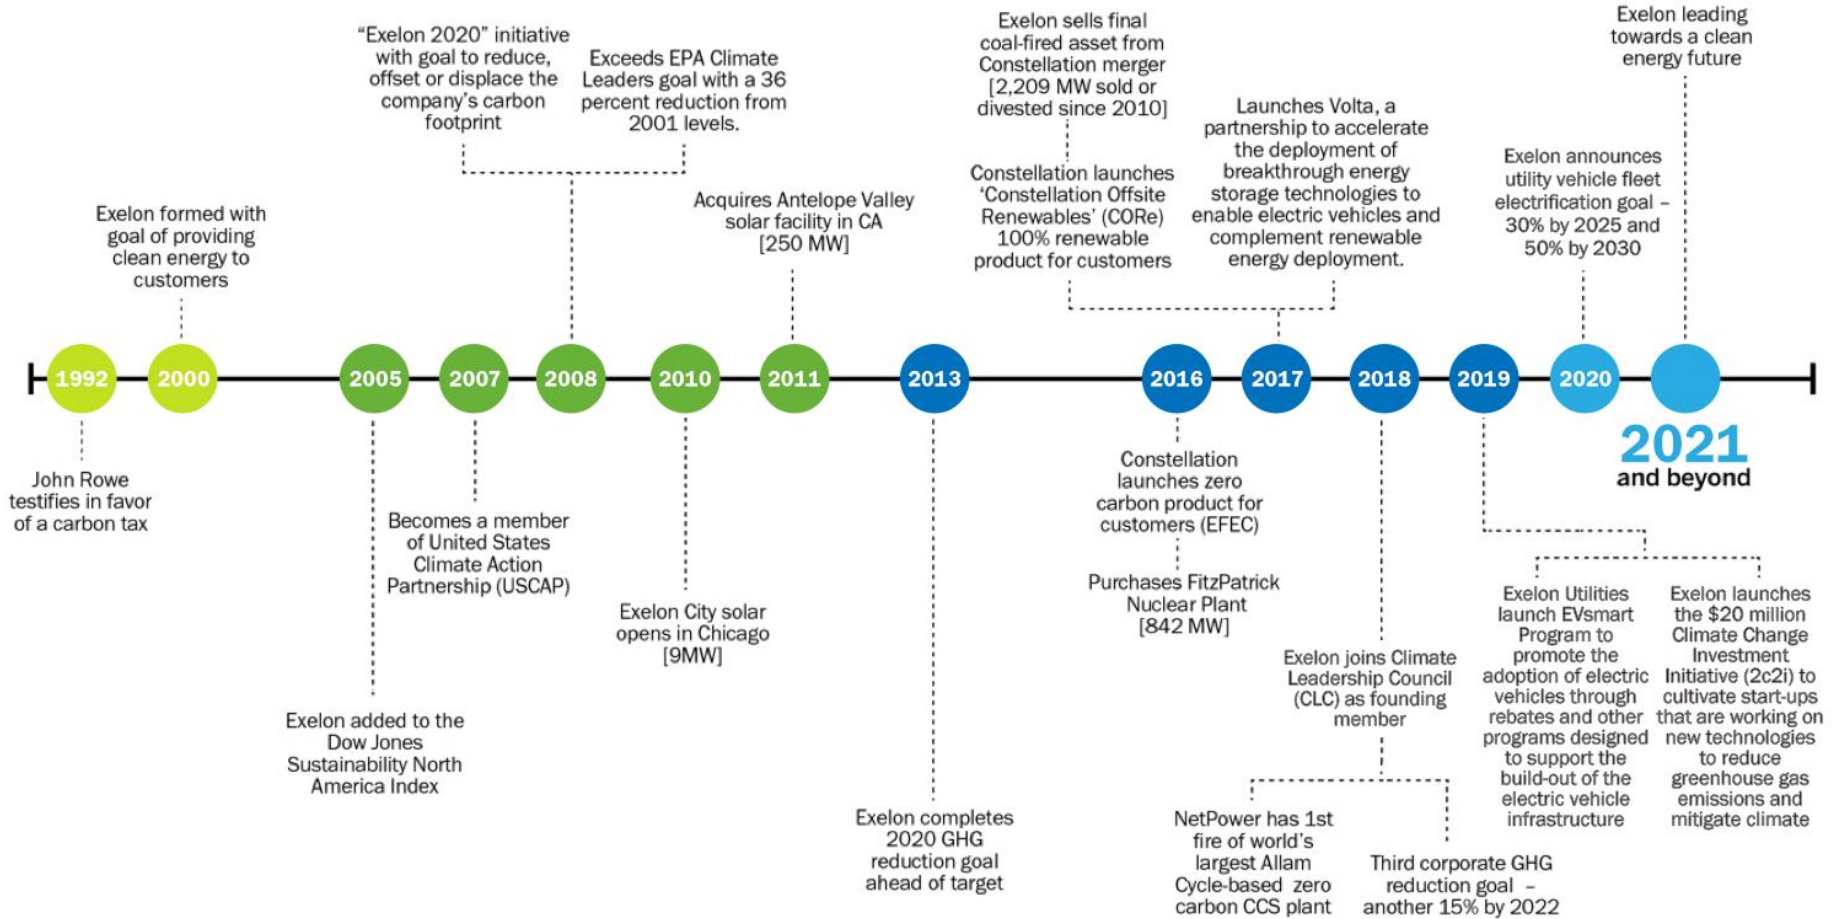 "Exelon 2020" initiative
with goal to reduce,
offset or displace the
company's carbon
footprint
Exceeds EPA Climate
Leaders goal with a 36
percent reduction from
2001 levels.
Exelon sells final
coal-fired asset from
Constellation merger
[2,209 MW sold or
divested since 2010]
Exelon leading
towards a clean
energy future
Launches Volta, a
partnership to accelerate
the deployment of
breakthrough energy
storage technologies to
enable electric vehicles and
complement renewable
energy deployment.
Constellation launches
‘Constellation Offsite
Renewables’ (CORe)
100% renewable
product for customers
Exelon announces
utility vehicle fleet
electrification goal –
30% by 2025 and
50% by 2030
Acquires Antelope Valley
solar facility in CA
[250 MW]
Exelon formed with
goal of providing
clean energy to
customers
1992
2000
2005
2007
2008
2010
2011
2013
2016
2017
2018
2019
2020
2021
and beyond
John Rowe
testifies in favor
of a carbon tax
Exelon added to the
Dow Jones
Sustainability North
America Index
Becomes a member
of United States
Climate Action
Partnership (USCAP)
Exelon City solar
opens in Chicago
[9MW]
Exelon completes
2020 GHG
reduction goal
ahead of target
Constellation
launches zero
carbon product for
customers (EFEC)
Purchases FitzPatrick
Nuclear Plant
[842 MW]
Exelon joins Climate
Leadership Council
(CLC) as founding
member
NetPower has 1st
fire of world's
largest Allam
Cycle-based zero
carbon CCS plant
Third corporate GHG
reduction goal –
another 15% by 2022
Exelon Utilities
launch EVsmart
Program to
promote the
adoption of electric
vehicles through
rebates and other
programs designed
to support the
build-out of the
electric vehicle
infrastructure
Exelon launches
the $20 million
Climate Change
Investment
Initiative (2c2i) to
cultivate start-ups
that are working on
new technologies
to reduce
greenhouse gas
emissions and
mitigate climate